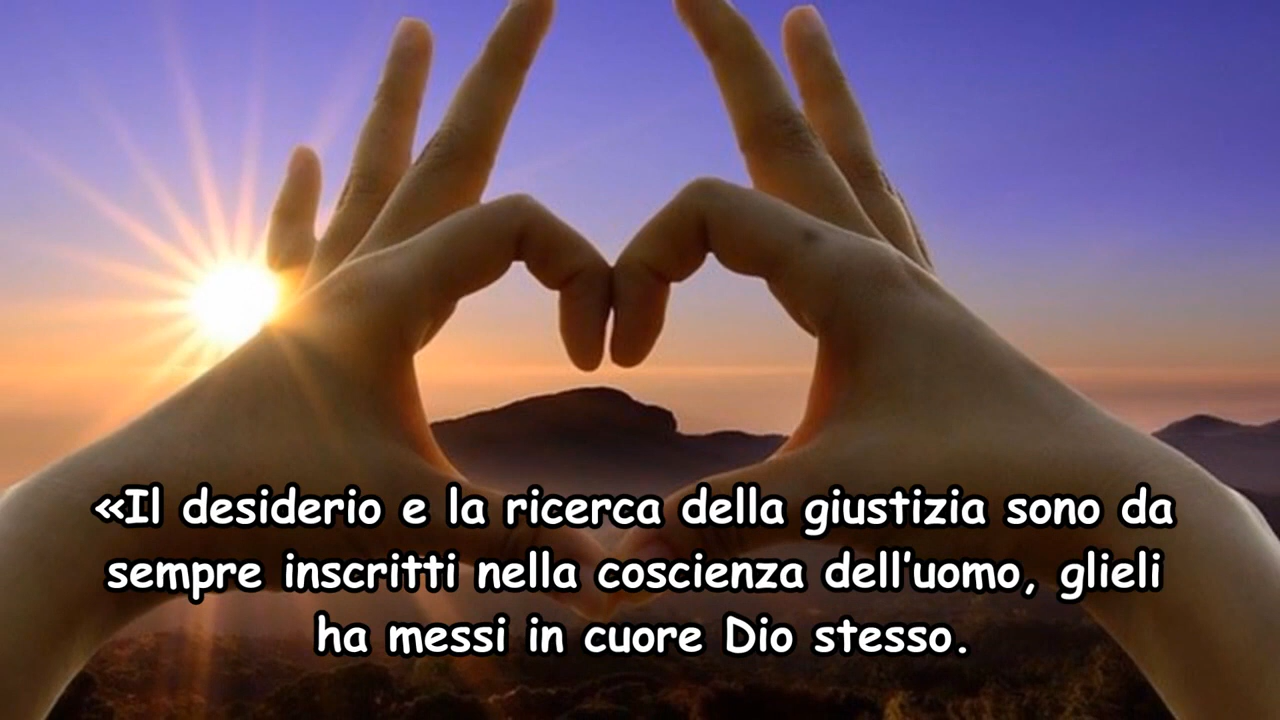 «Il desiderio e la ricerca della giustizia sono da
sempre inscritti nella coscienza dell'uomo, glieli
ha messi in cuore Dio stesso.